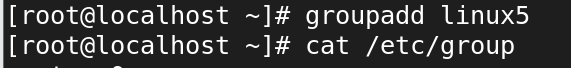 [root@localhost ~]# groupadd linux5
[root@localhost ~]# cat /etc/group